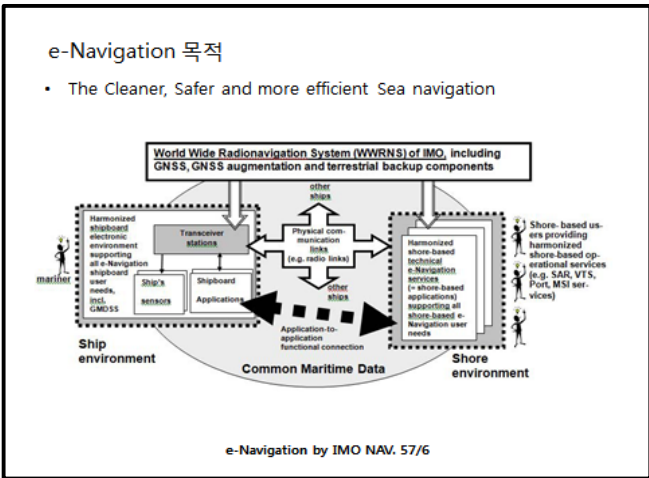 e-Navigation 목적
• The Cleaner, Safer and more efficient Sea navigation
World Wide Radionavigation System (WWRNS) of IMO, including
GNSS, GNSS augmentation and terrestrial backup components
other
ships
Harmonized
shipboard
electronic
environment
supporting
all e-Navigation
shipboard
user
needs,
incl.
GMDSS
Transceiver
stations
Ship's
sensors
Shipboard
Applications
mariner
Ship
environment
Physical com-
munication
links
(e.g. radio links)
other
ships
Application-to-
application
functional connection
Common Maritime Data
Harmonized
shore-based
technical
e-Navigation
services
(= shore-based
applications)
supporting all
shore-based e-
Navigation user
needs
Shore
environment
Shore- based us-
ers providing
harmonized
shore-based op-
erational services
(e.g. SAR, VTS,
Port, MSI ser-
vices)
e-Navigation by IMO NAV. 57/6